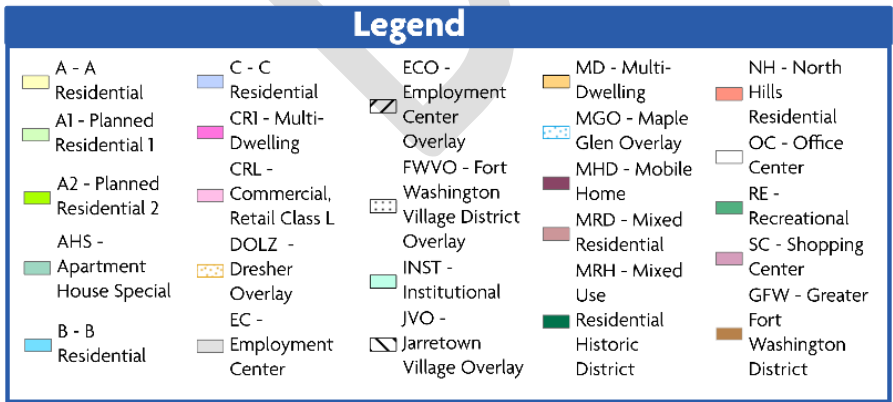 Legend
A - A
Residential
A1 - Planned
Residential 1
A2 - Planned
Residential 2
AHS -
Apartment
House Special
B - B
Residential
C - C
Residential
CR1 - Multi-
Dwelling
CRL -
Commercial,
Retail Class L
DOLZ -
Dresher
Overlay
EC -
Employment
Center
ECO -
Employment
Center
Overlay
FWVO - Fort
Washington
Village District
Overlay
INST -
Institutional
JVO -
Jarretown
Village Overlay
MD - Multi-
Dwelling
MGO - Maple
Glen Overlay
MHD - Mobile
Home
MRD - Mixed
Residential
MRH - Mixed
Use
Residential
Historic
District
NH - North
Hills
Residential
OC - Office
Center
RE -
Recreational
SC - Shopping
Center
GFW - Greater
Fort
Washington
District